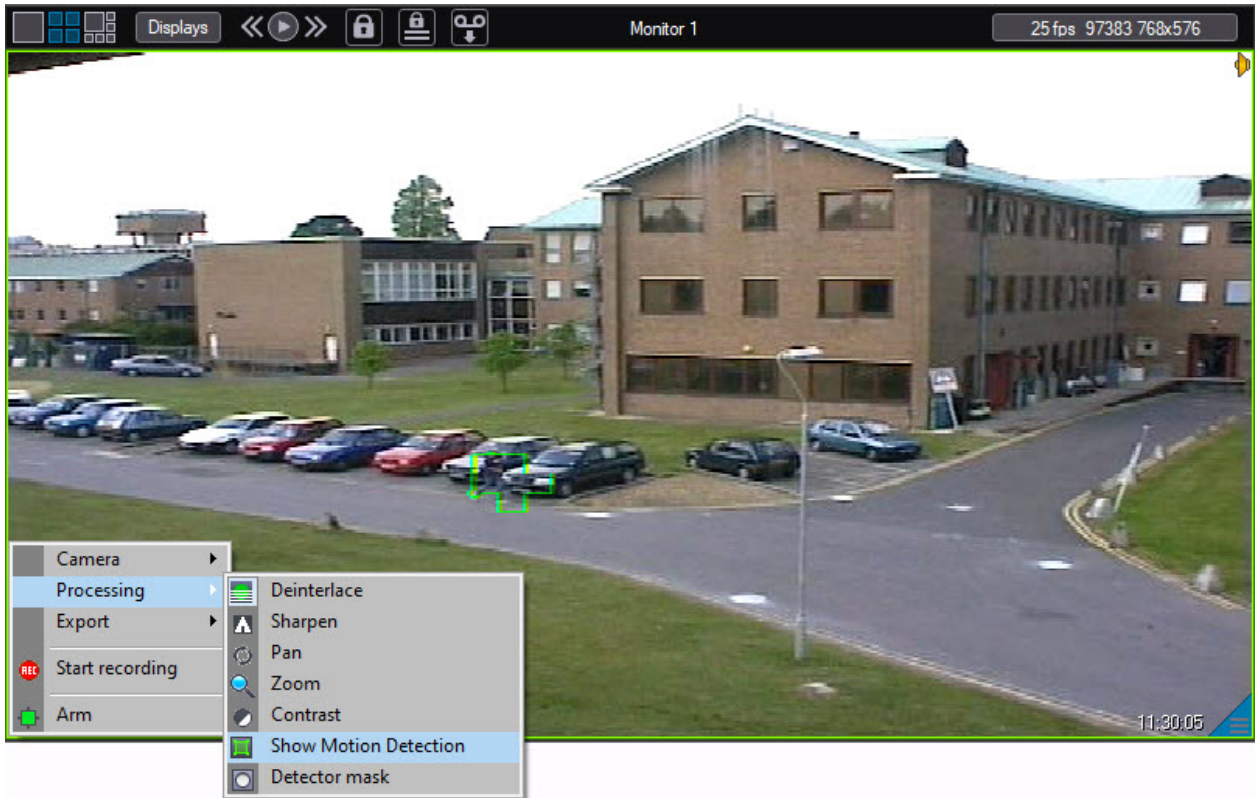 Displays
Monitor 1
25 fps 97383 768x576
Camera
Processing
Export
REC Start recording
Arm
Deinterlace
Sharpen
Pan
Zoom
Contrast
Show Motion Detection
Detector mask
11:30:05